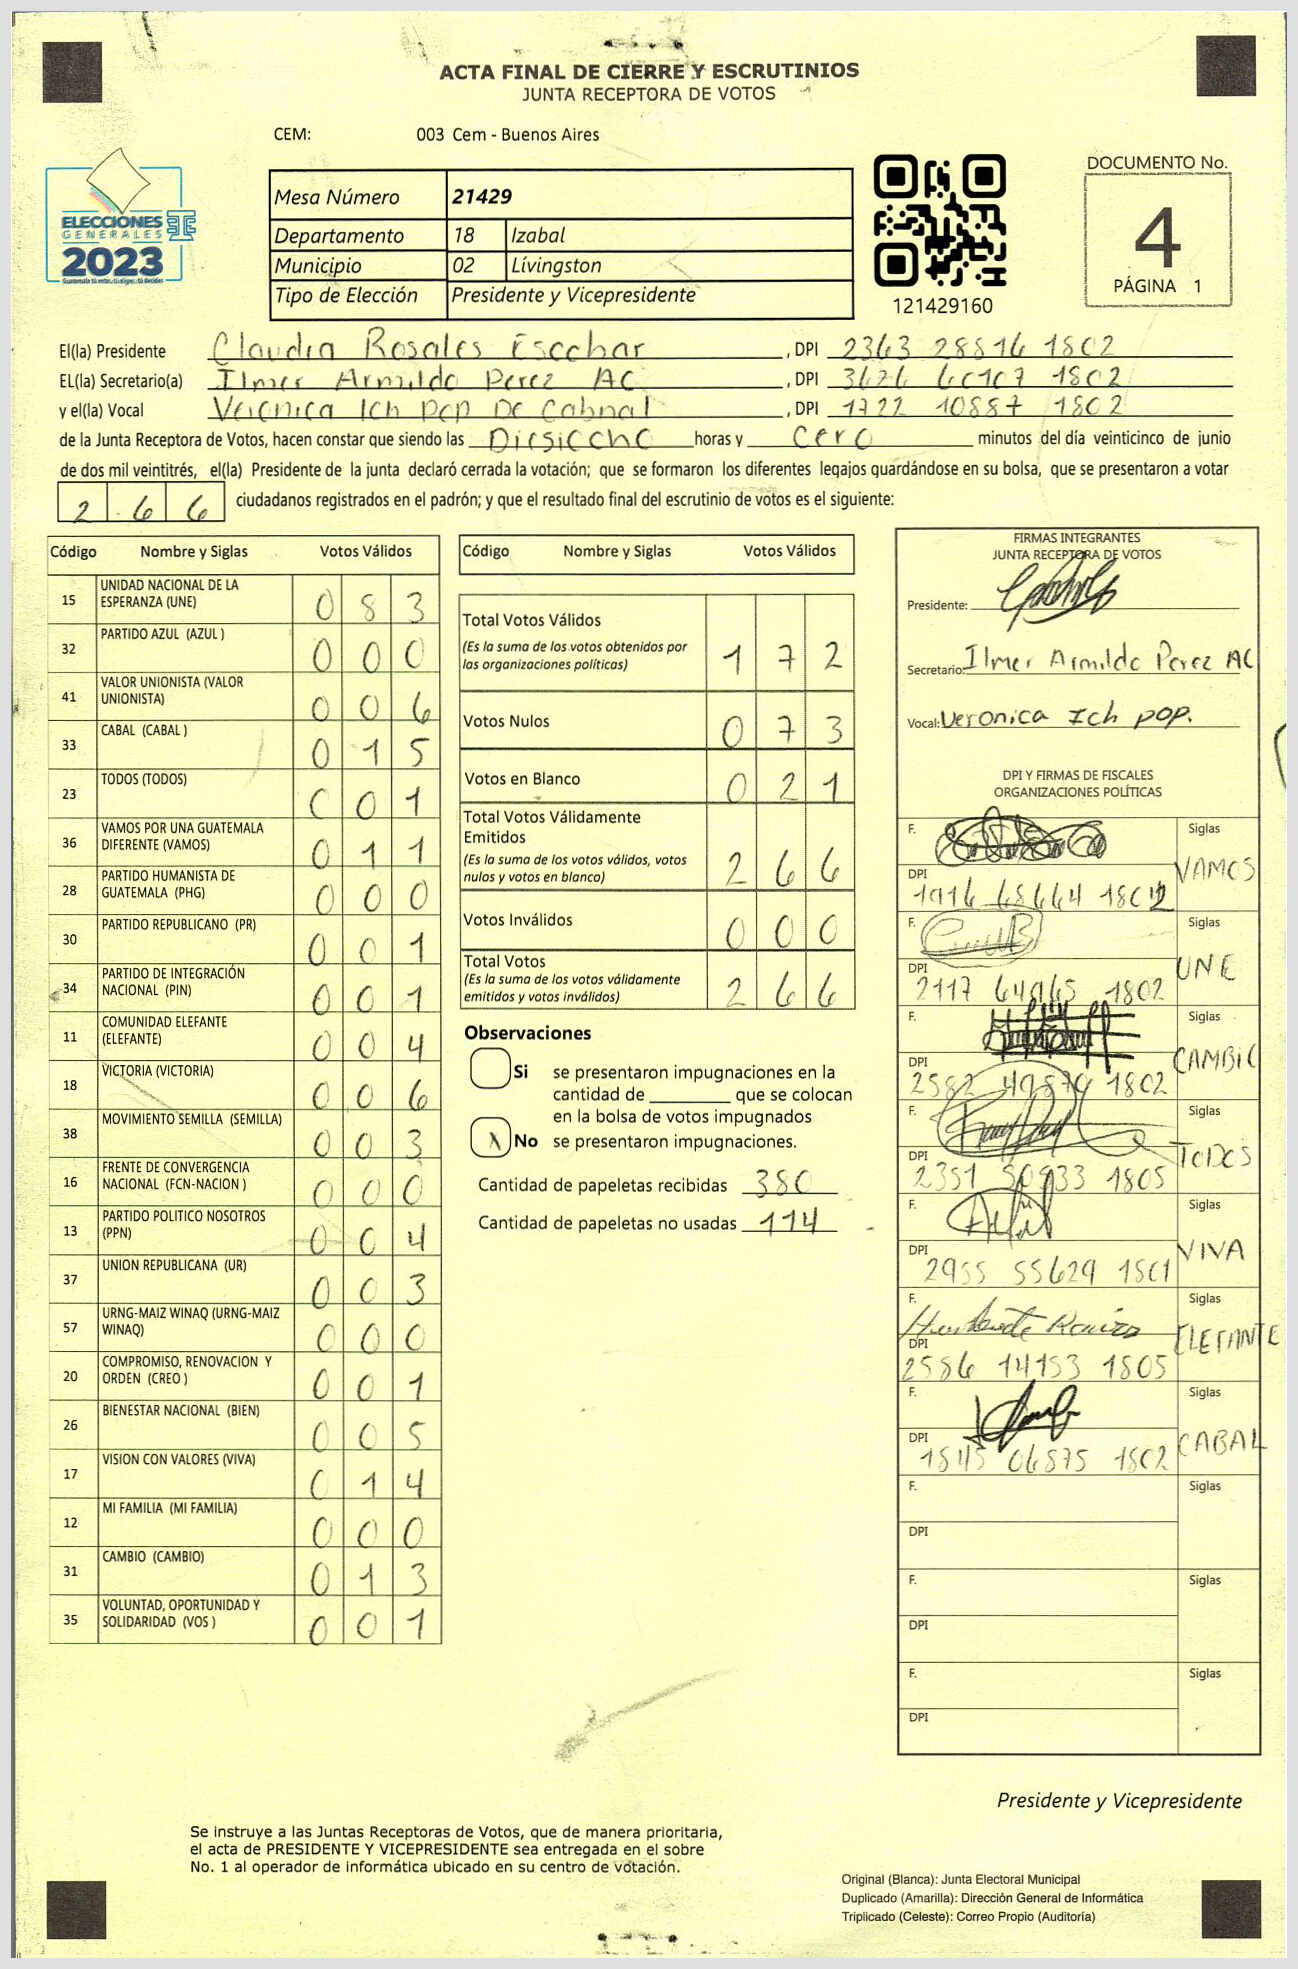 ACTA FINAL DE CIERRE Y ESCRUTINIOS
JUNTA RECEPTORA DE VOTOS
CEM: 003 Cem - Buenos Aires
DOCUMENTO No.
4
PÁGINA 1
ELECCIONES
GENERALES
2023
Mesa Número 21429
Departamento 18 Izabal
Municipio 02 Lívingston
Tipo de Elección Presidente y Vicepresidente
121429160
El(la) Presidente Claudia Rosales Escobar, DPI 2363 28816 1802
EL(la) Secretario(a) Ilmer Armildo Perez AC, DPI 3676 60107 1802
y el(la) Vocal Veronica Ich pop De Cabnal, DPI 1722 10887 1802
de la Junta Receptora de Votos, hacen constar que siendo las Diesiocho horas y cero minutos del día veinticinco de junio
de dos mil veintitrés, el(la) Presidente de la junta declaró cerrada la votación; que se formaron los diferentes legajos guardándose en su bolsa, que se presentaron a votar
2 6 6 ciudadanos registrados en el padrón; y que el resultado final del escrutinio de votos es el siguiente:
Código Nombre y Siglas Votos Válidos
15 UNIDAD NACIONAL DE LA ESPERANZA (UNE) 0 8 3
32 PARTIDO AZUL (AZUL ) 0 0 0
41 VALOR UNIONISTA (VALOR UNIONISTA) 0 0 6
33 CABAL (CABAL ) 0 1 5
23 TODOS (TODOS) 0 0 1
36 VAMOS POR UNA GUATEMALA DIFERENTE (VAMOS) 0 1 1
28 PARTIDO HUMANISTA DE GUATEMALA (PHG) 0 0 0
30 PARTIDO REPUBLICANO (PR) 0 0 1
34 PARTIDO DE INTEGRACIÓN NACIONAL (PIN) 0 0 1
11 COMUNIDAD ELEFANTE (ELEFANTE) 0 0 4
18 VICTORIA (VICTORIA) 0 0 6
38 MOVIMIENTO SEMILLA (SEMILLA) 0 0 3
16 FRENTE DE CONVERGENCIA NACIONAL (FCN-NACION ) 0 0 0
13 PARTIDO POLITICO NOSOTROS (PPN) 0 0 4
37 UNION REPUBLICANA (UR) 0 0 3
57 URNG-MAIZ WINAQ (URNG-MAIZ WINAQ) 0 0 0
20 COMPROMISO, RENOVACION Y ORDEN (CREO ) 0 0 1
26 BIENESTAR NACIONAL (BIEN) 0 0 5
17 VISION CON VALORES (VIVA) 0 1 4
12 MI FAMILIA (MI FAMILIA) 0 0 0
31 CAMBIO (CAMBIO) 0 1 3
35 VOLUNTAD, OPORTUNIDAD Y SOLIDARIDAD (VOS ) 0 0 1
Código Nombre y Siglas Votos Válidos
Total Votos Válidos
(Es la suma de los votos obtenidos por
las organizaciones políticas) 1 7 2
Votos Nulos 0 7 3
Votos en Blanco 0 2 1
Total Votos Válidamente
Emitidos
(Es la suma de los votos válidos, votos
nulos y votos en blanco) 2 6 6
Votos Inválidos 0 0 0
Total Votos
(Es la suma de los votos válidamente
emitidos y votos inválidos) 2 6 6
Observaciones
Si se presentaron impugnaciones en la
cantidad de ________ que se colocan
en la bolsa de votos impugnados
X No se presentaron impugnaciones.
Cantidad de papeletas recibidas 380
Cantidad de papeletas no usadas 114
FIRMAS INTEGRANTES
JUNTA RECEPTORA DE VOTOS
Presidente:
Secretario: Ilmer Armildo Perez AC
Vocal: Veronica Ich pop.
DPI Y FIRMAS DE FISCALES
ORGANIZACIONES POLÍTICAS
F. Siglas VAMOS
DPI 1916 68664 1802
F. Siglas UNE
DPI 2117 64965 1802
F. Siglas CAMBIO
DPI 2582 49870 1802
F. Siglas TODOS
DPI 2351 50933 1805
F. Siglas VIVA
DPI 2955 55629 1801
F. Humberto Ramirez Siglas ELEFANTE
DPI 2586 14153 1805
F. Siglas CABAL
DPI 1845 06875 1802
F. Siglas
DPI
F. Siglas
DPI
F. Siglas
DPI
Presidente y Vicepresidente
Se instruye a las Juntas Receptoras de Votos, que de manera prioritaria,
el acta de PRESIDENTE Y VICEPRESIDENTE sea entregada en el sobre
No. 1 al operador de informática ubicado en su centro de votación.
Original (Blanca): Junta Electoral Municipal
Duplicado (Amarilla): Dirección General de Informática
Triplicado (Celeste): Correo Propio (Auditoría)